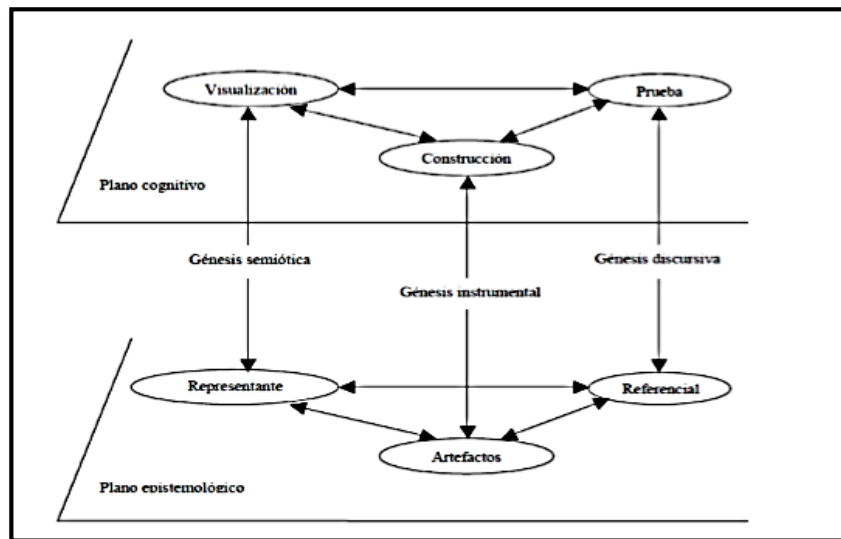 Visualización
Prueba
Construcción
Plano cognitivo
Génesis semiótica
Génesis discursiva
Génesis instrumental
Representante
Referencial
Artefactos
Plano epistemológico